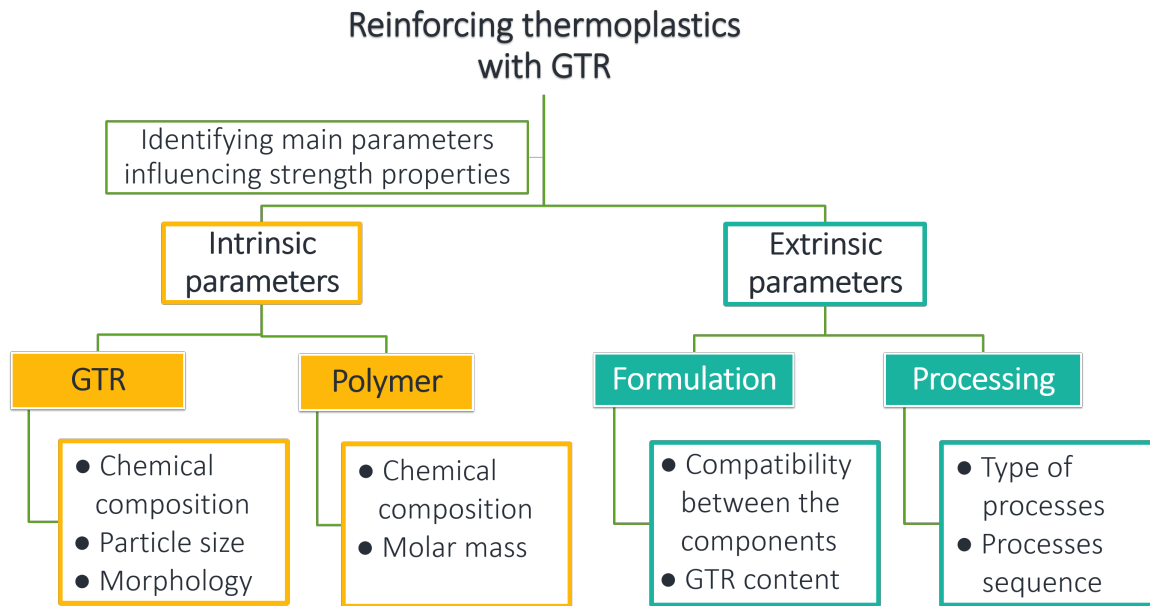 Reinforcing thermoplastics
with GTR
Identifying main parameters
influencing strength properties
Intrinsic
parameters
Extrinsic
parameters
GTR
Polymer
Formulation
Processing
● Chemical
composition
● Particle size
● Morphology
● Chemical
composition
● Molar mass
● Compatibility
between the
components
● GTR content
● Type of
processes
● Processes
sequence